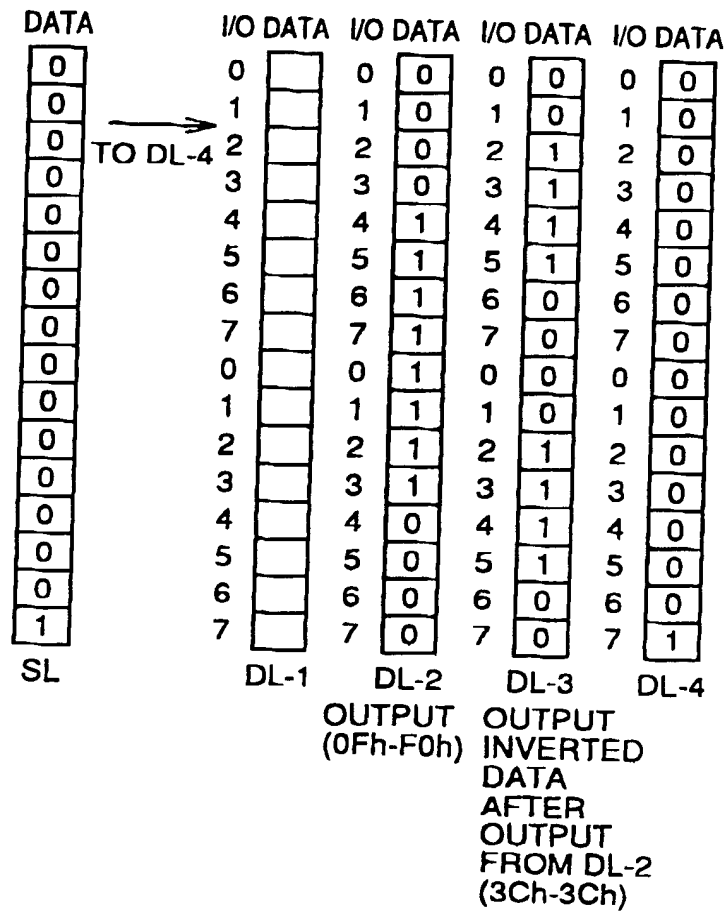 DATA I/O DATA I/O DATA I/O DATA I/O DATA
0 0 0 0 0 0 0 0
0 1 1 0 1 0 1 0
0 2 2 0 2 1 2 0
TO DL-4
0 3 3 0 3 1 3 0
0 4 4 1 4 1 4 0
0 5 5 1 5 1 5 0
0 6 6 1 6 0 6 0
0 7 7 1 7 0 7 0
0 0 0 1 0 0 0 0
0 1 1 1 1 0 1 0
0 2 2 1 2 1 2 0
0 3 3 1 3 1 3 0
0 4 4 0 4 1 4 0
0 5 5 0 5 1 5 0
0 6 6 0 6 0 6 0
1 7 7 0 7 0 7 1
SL DL-1 DL-2 DL-3 DL-4
OUTPUT
(0Fh-F0h)
OUTPUT
INVERTED
DATA
AFTER
OUTPUT
FROM DL-2
(3Ch-3Ch)